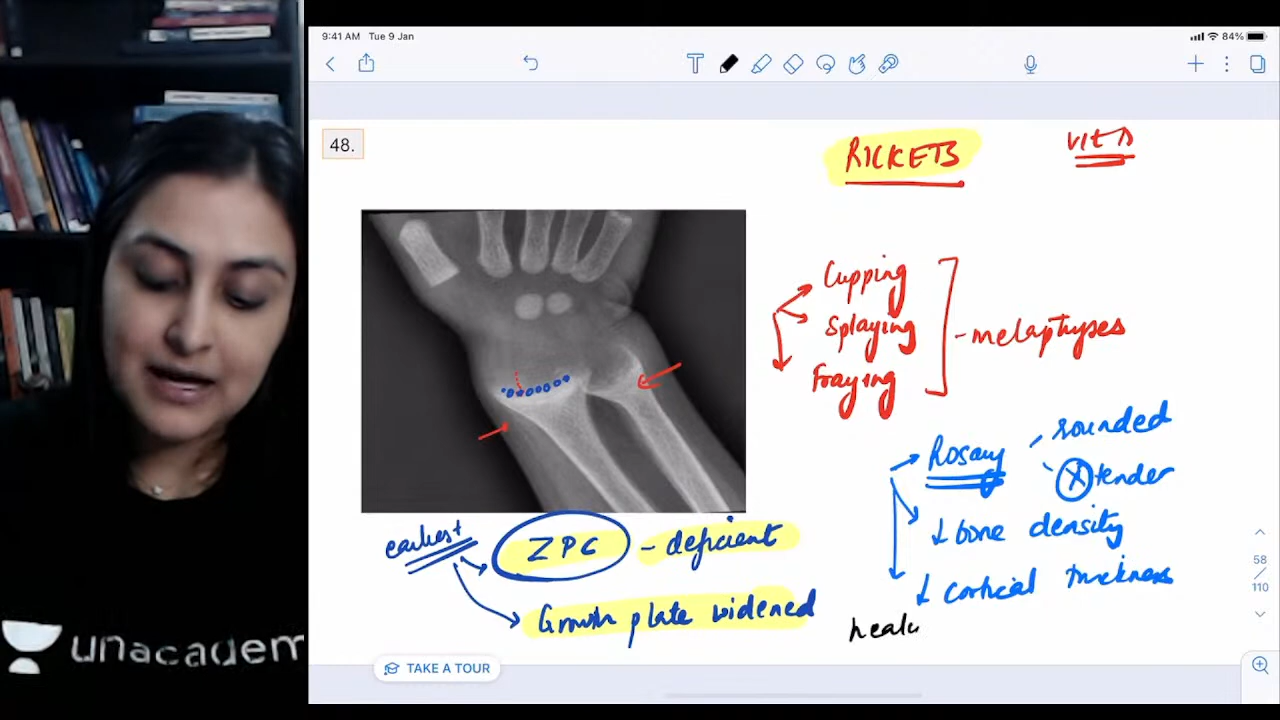 9:41 AM Tue 9 Jan
84%
48.
RICKETS
VIT D
Cupping
Splaying
Fraying
- metaphyses
Rosary
rounded
X tender
↓ bone density
↓ cortical thickness
earliest
ZPC - deficient
Growth plate widened
58
110
TAKE A TOUR
unacadem